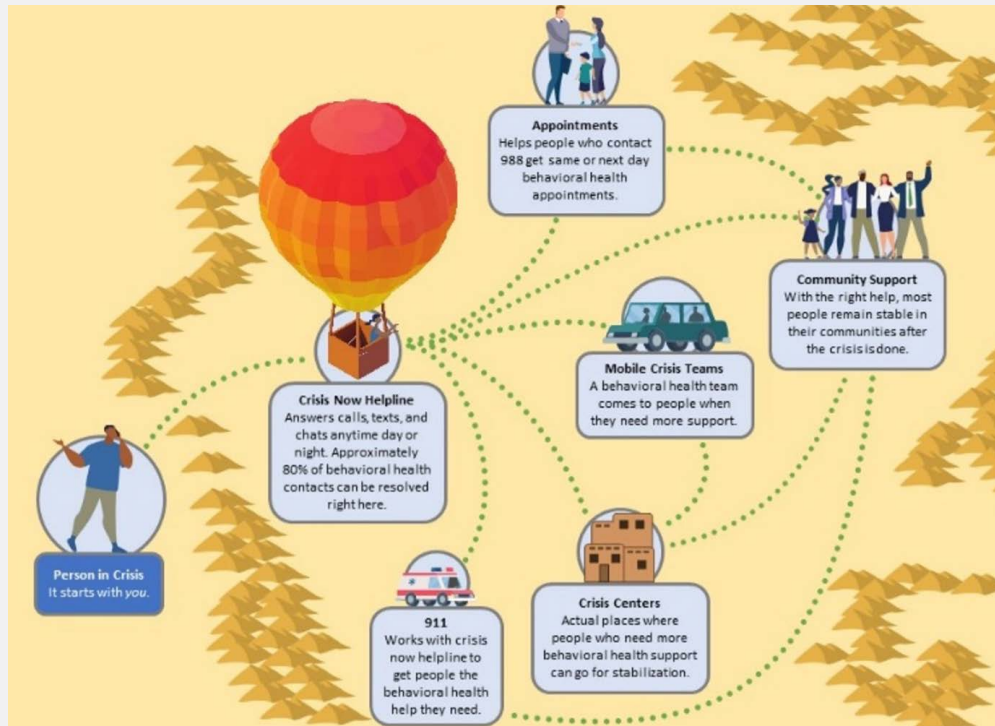 Appointments
Helps people who contact
988 get same or next day
behavioral health
appointments.
Community Support
With the right help, most
people remain stable in
their communities after
the crisis is done.
Mobile Crisis Teams
A behavioral health team
comes to people when
they need more support.
Crisis Now Helpline
Answers calls, texts, and
chats anytime day or
night. Approximately
80% of behavioral health
contacts can be resolved
right here.
Person in Crisis
It starts with you.
911
Works with crisis
now helpline to
get people the
behavioral health
help they need.
Crisis Centers
Actual places where
people who need more
behavioral health support
can go for stabilization.